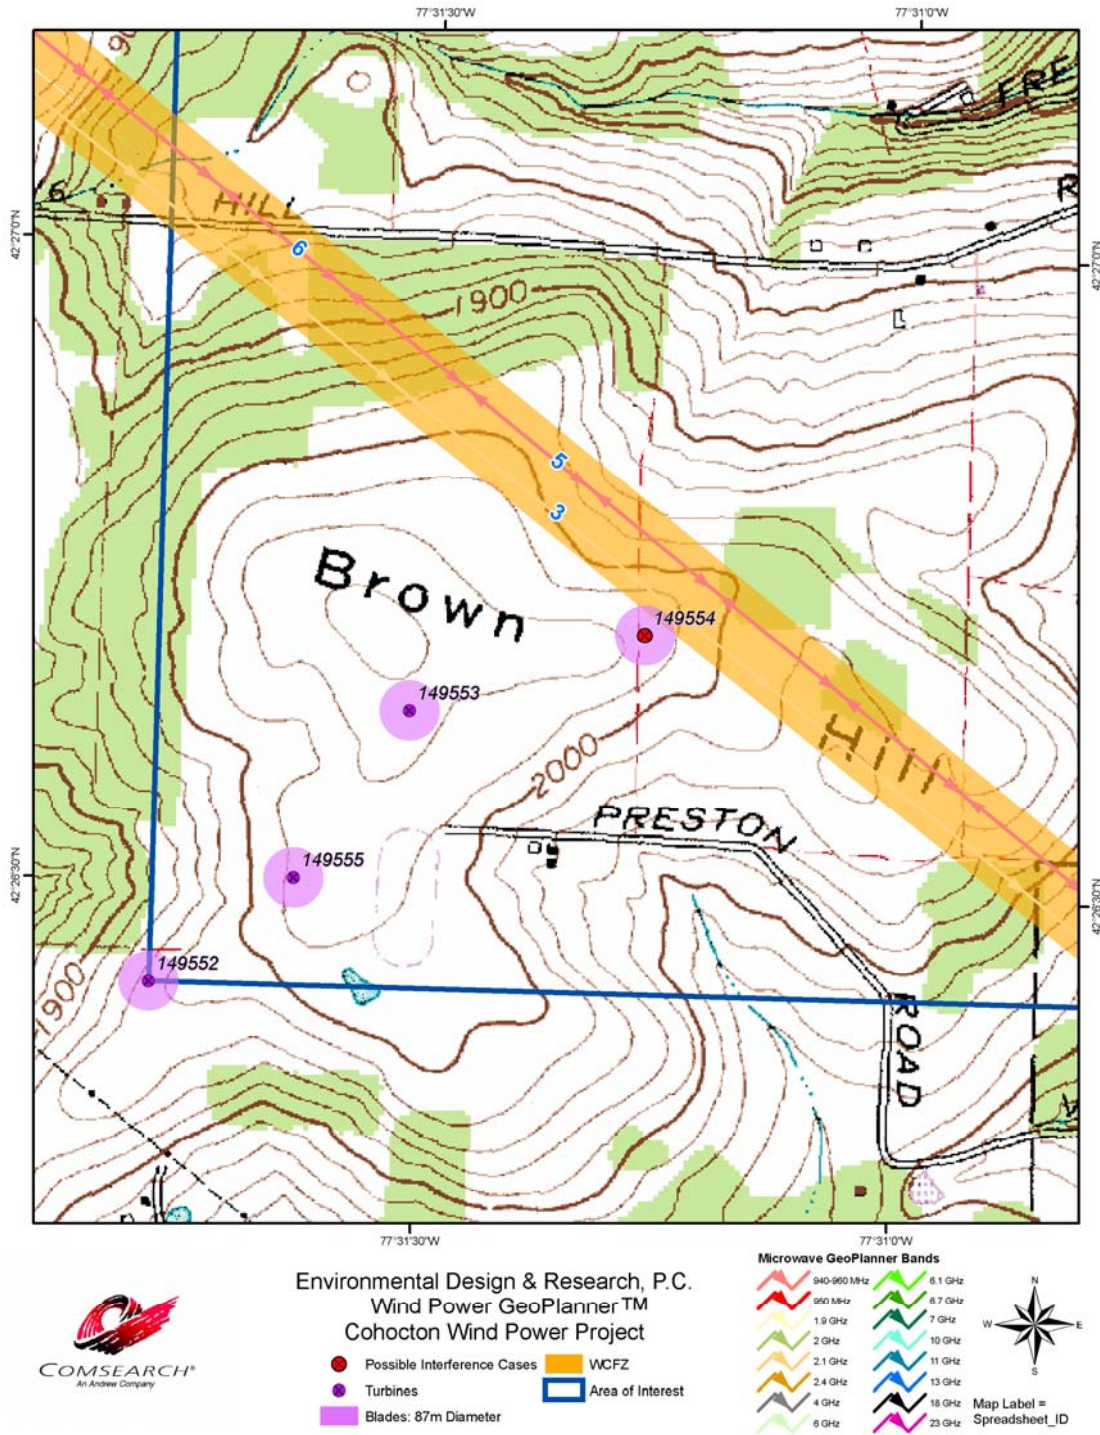 77°31'30"W
77°31'0"W
90
FRE
6
HILL
R
42°27'0"N
6
42°27'0"N
1900
5
3
Brown
149554
149553
Hill
2000
PRESTON
149555
42°26'30"N
42°26'30"N
149552
1900
ROAD
77°31'30"W
77°31'0"W
Environmental Design & Research, P.C.
Wind Power GeoPlanner™
Cohocton Wind Power Project
COMSEARCH®
An Andrew Company
Possible Interference Cases
WCFZ
Turbines
Area of Interest
Blades: 87m Diameter
Microwave GeoPlanner Bands
940-960 MHz
950 MHz
1.9 GHz
2 GHz
2.1 GHz
2.4 GHz
4 GHz
6 GHz
6.1 GHz
6.7 GHz
7 GHz
10 GHz
11 GHz
13 GHz
18 GHz
23 GHz
N
W
E
S
Map Label =
Spreadsheet_ID